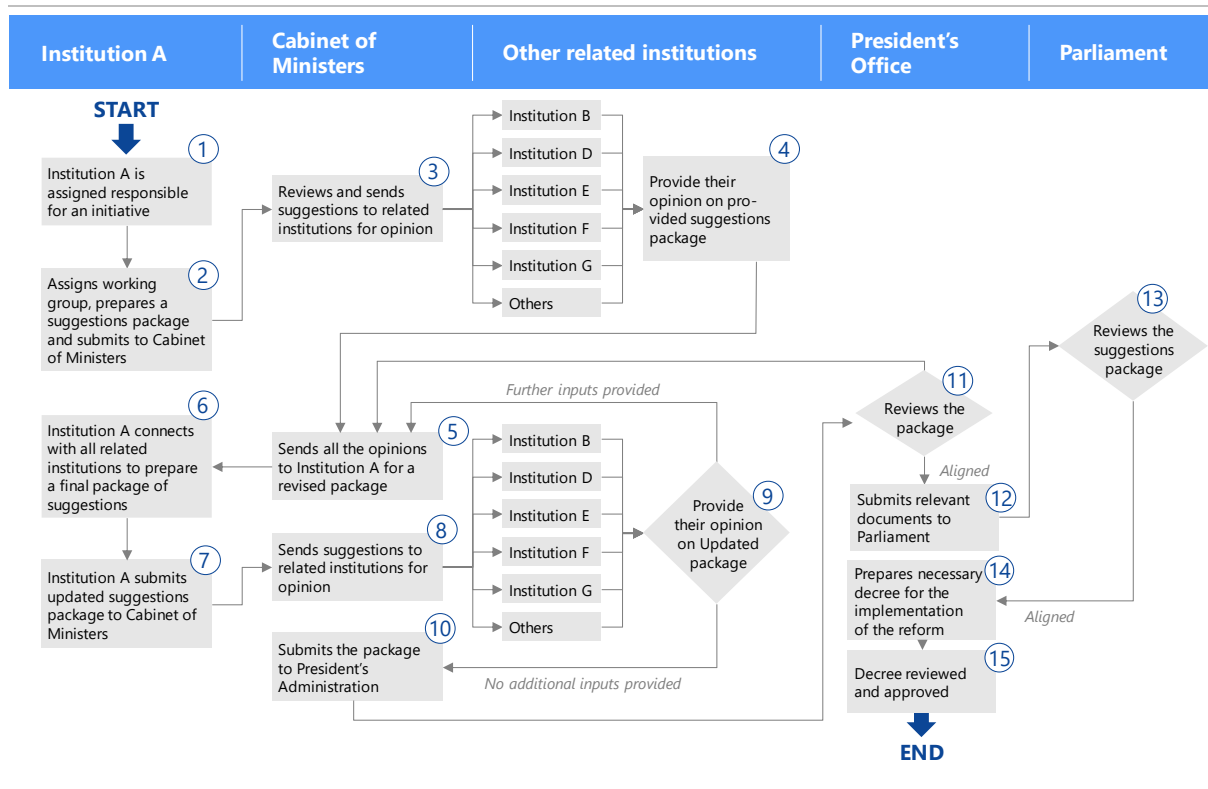 Institution A
Cabinet of
Ministers
Other related institutions
President's
Office
Parliament
START
1
Institution A is
assigned responsible
for an initiative
2
Assigns working
group, prepares a
suggestions package
and submits to Cabinet
of Ministers
3
Reviews and sends
suggestions to related
institutions for opinion
Institution B
Institution D
Institution E
Institution F
Institution G
Others
4
Provide their
opinion on pro-
vided suggestions
package
5
Sends all the opinions
to Institution A for a
revised package
6
Institution A connects
with all related
institutions to prepare
a final package of
suggestions
7
Institution A submits
updated suggestions
package to Cabinet of
Ministers
8
Sends suggestions to
related institutions for
opinion
Institution B
Institution D
Institution E
Institution F
Institution G
Others
9
Provide
their opinion
on Updated
package
Further inputs provided
No additional inputs provided
10
Submits the package
to President's
Administration
11
Reviews the
package
Aligned
12
Submits relevant
documents to
Parliament
13
Reviews the
suggestions
package
Aligned
14
Prepares necessary
decree for the
implementation
of the reform
15
Decree reviewed
and approved
END